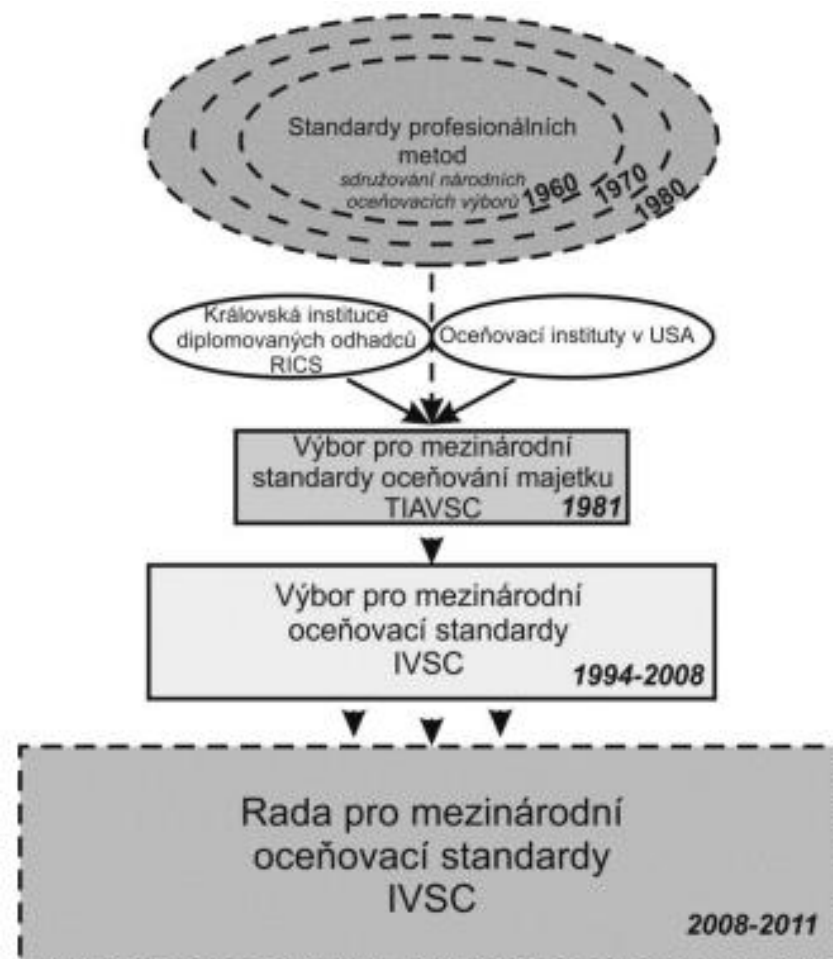 Standardy profesionálních
metod
sdružování národních
oceňovacích výborů
1960
1970
1980
Královská instituce
diplomovaných odhadců
RICS
Oceňovací instituty v USA
Výbor pro mezinárodní
standardy oceňování majetku
TIAVSC
1981
Výbor pro mezinárodní
oceňovací standardy
IVSC
1994-2008
Rada pro mezinárodní
oceňovací standardy
IVSC
2008-2011